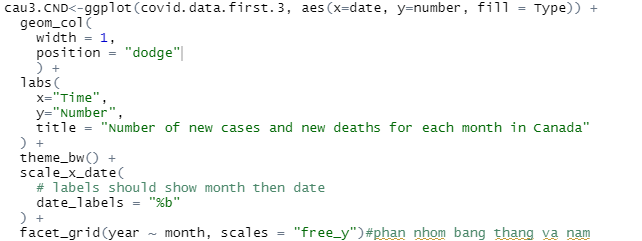 cau3.CND<-ggplot(covid.data.first.3, aes(x=date, y=number, fill = Type)) +
geom_col(
width = 1,
position = "dodge"
) +
labs(
x="Time",
y="Number",
title = "Number of new cases and new deaths for each month in Canada"
) +
theme_bw() +
scale_x_date(
# labels should show month then date
date_labels = "%b"
) +
facet_grid(year ~ month, scales = "free_y")#phan nhom bang thang va nam